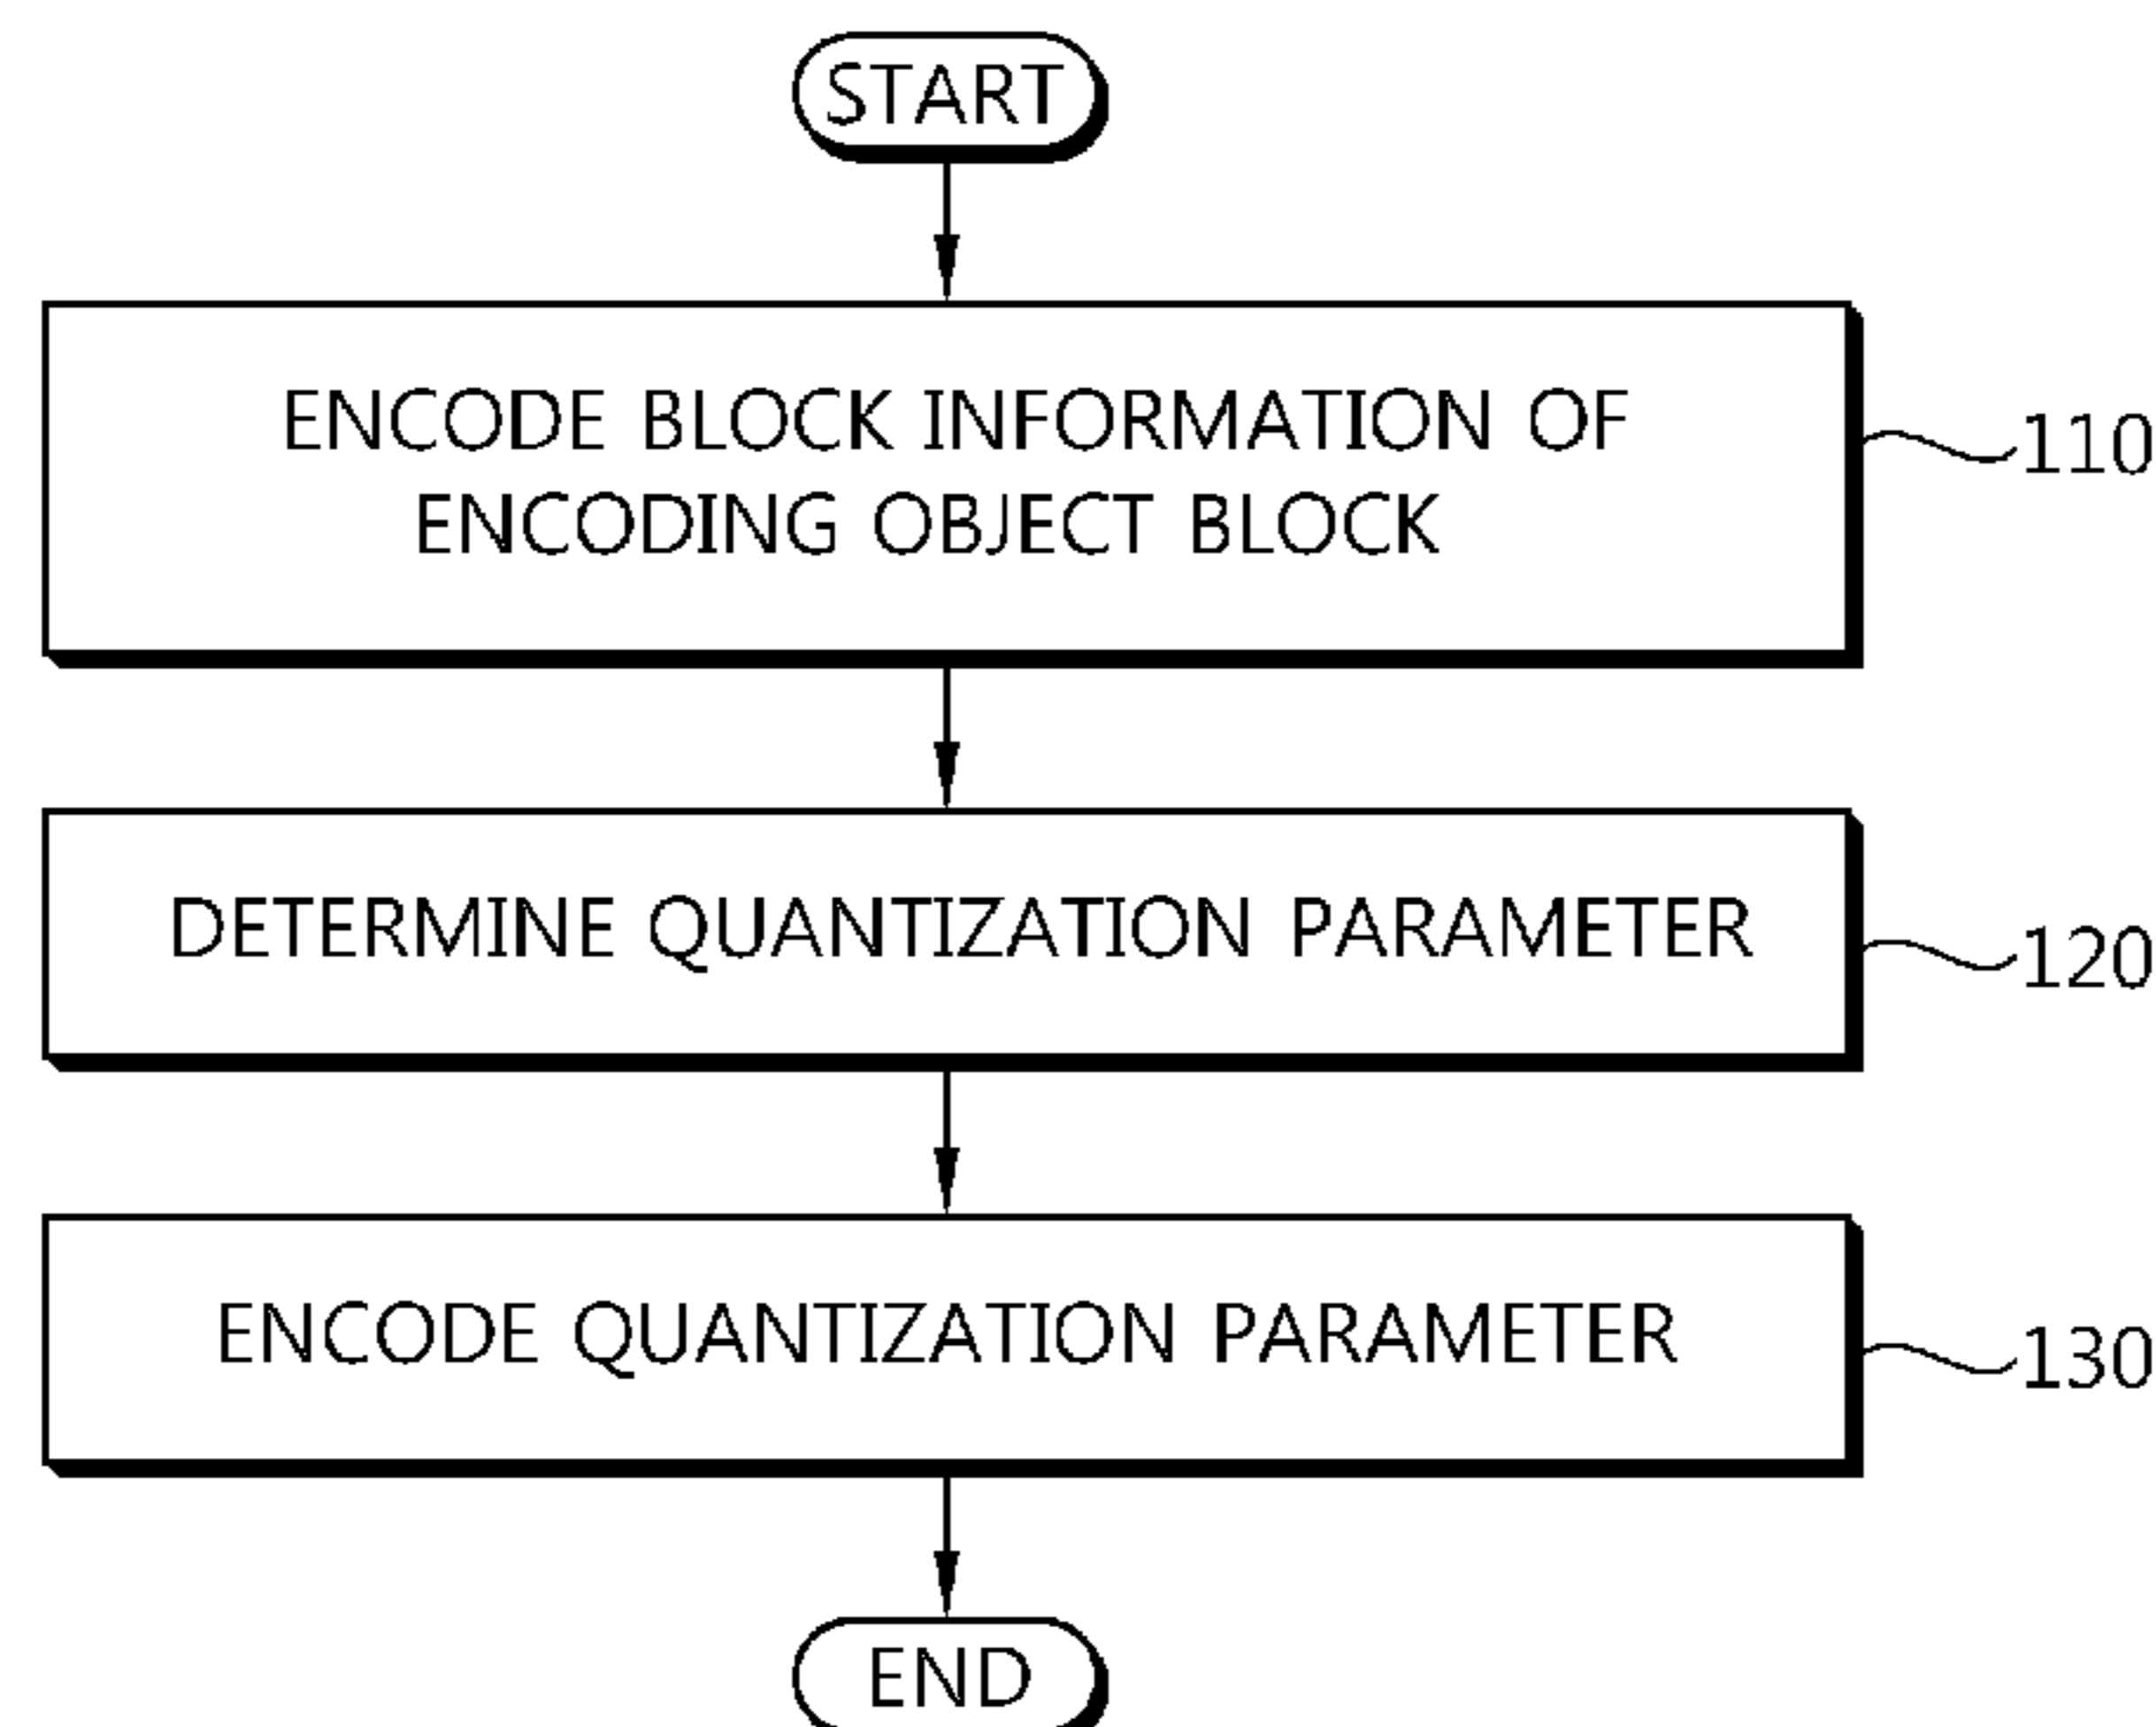 START
ENCODE BLOCK INFORMATION OF
ENCODING OBJECT BLOCK
110
DETERMINE QUANTIZATION PARAMETER
120
ENCODE QUANTIZATION PARAMETER
130
END